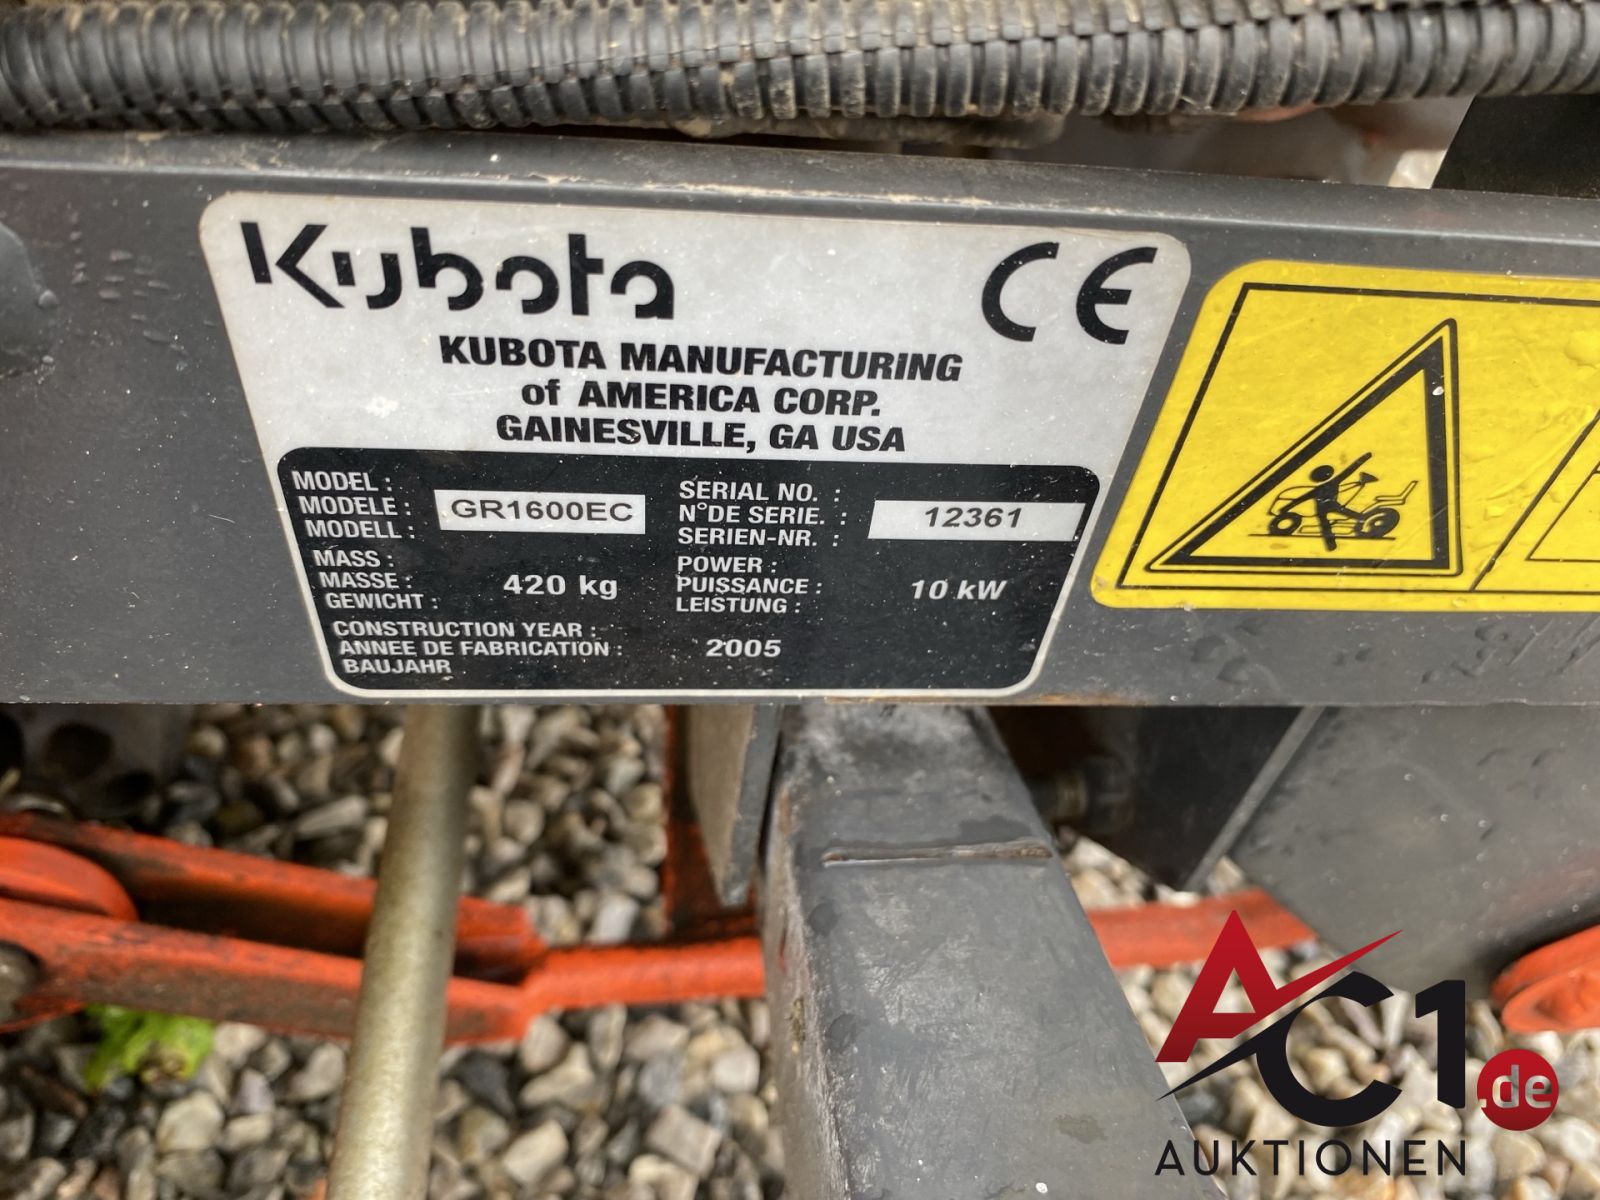 Kubota
CE
KUBOTA MANUFACTURING
of AMERICA CORP.
GAINESVILLE, GA USA
MODEL :
MODELE :
MODELL :
GR1600EC
SERIAL NO. :
N°DE SERIE. :
SERIEN-NR. :
12361
MASS :
MASSE :
GEWICHT :
420 kg
POWER :
PUISSANCE :
LEISTUNG :
10 kW
CONSTRUCTION YEAR :
ANNEE DE FABRICATION :
BAUJAHR
2005
AC1.de
AUKTIONEN